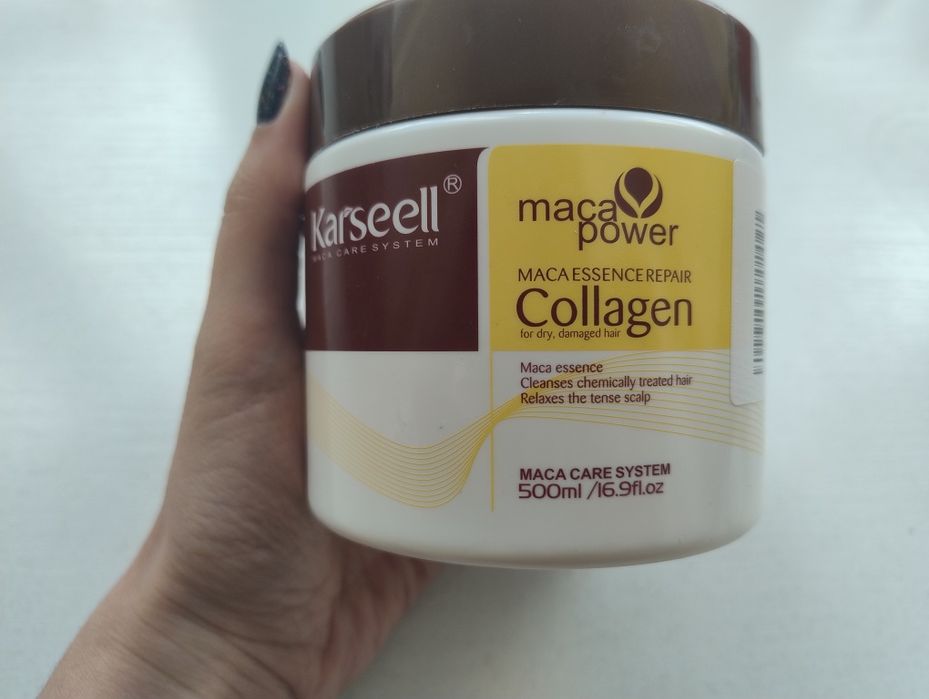 Karseell®
MACA CARE SYSTEM
maca
power
MACA ESSENCE REPAIR
Collagen
for dry, damaged hair
Maca essence
Cleanses chemically treated hair
Relaxes the tense scalp
MACA CARE SYSTEM
500ml /16.9fl.oz